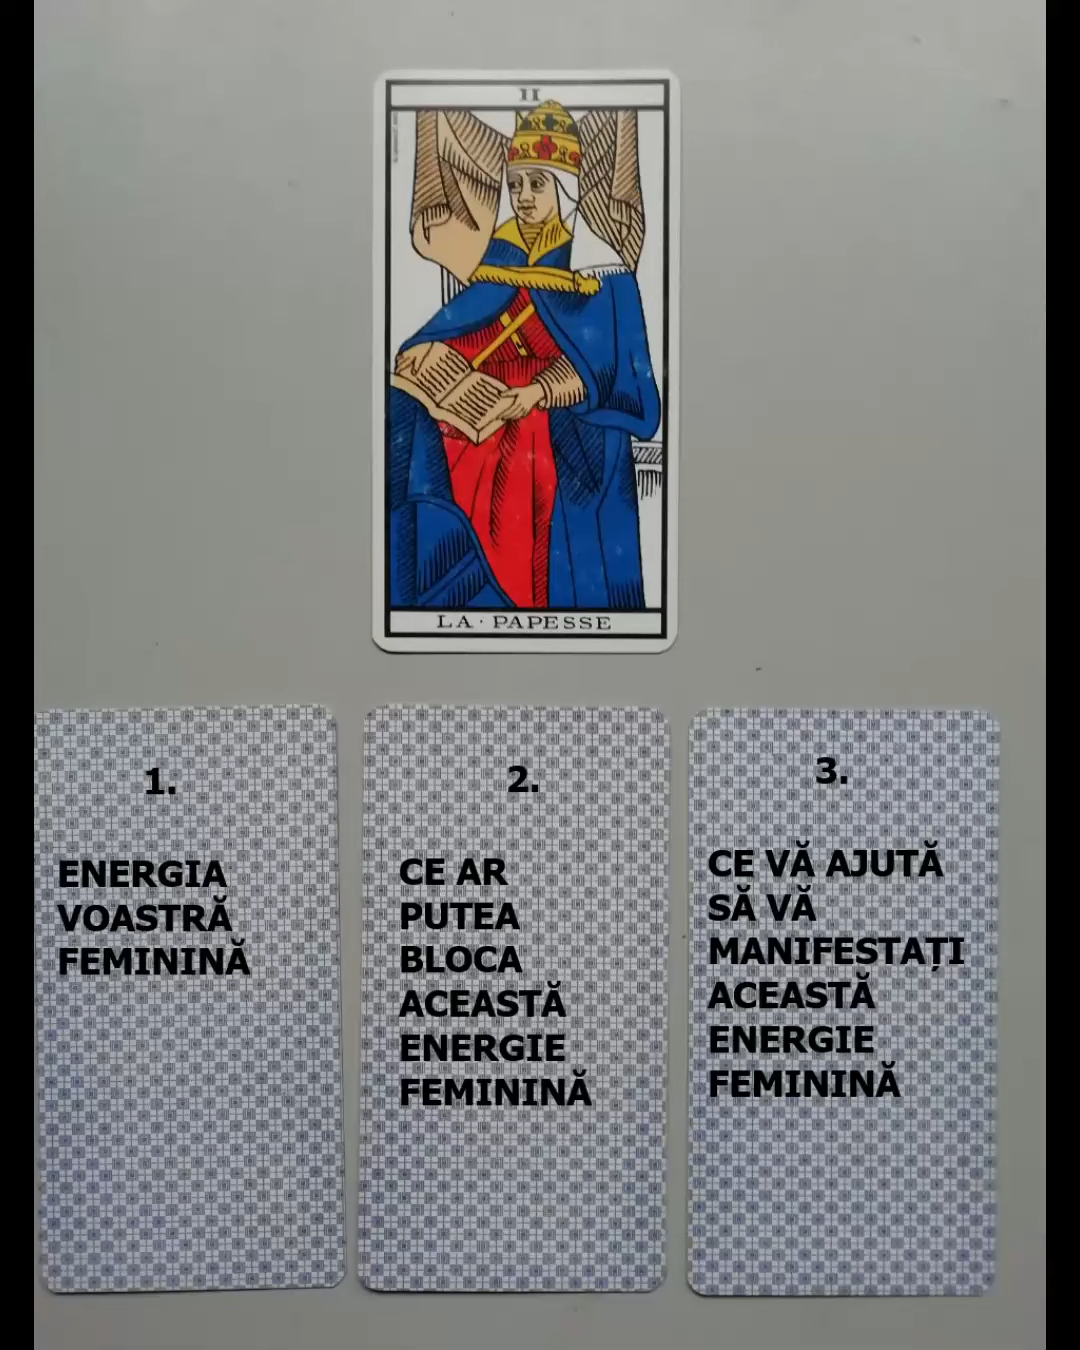 II
LA · PAPESSE
1.
ENERGIA
VOASTRĂ
FEMININĂ
2.
CE AR
PUTEA
BLOCA
ACEASTĂ
ENERGIE
FEMININĂ
3.
CE VĂ AJUTĂ
SĂ VĂ
MANIFESTAȚI
ACEASTĂ
ENERGIE
FEMININĂ